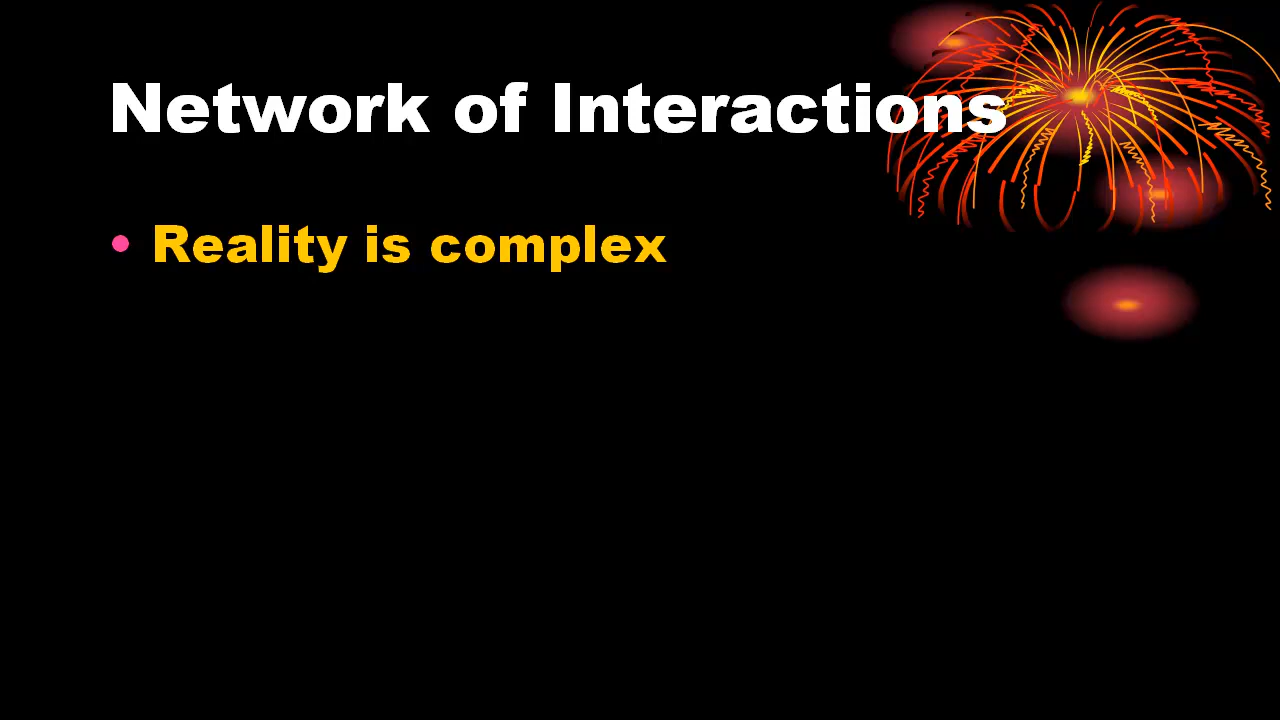 Network of Interactions
• Reality is complex